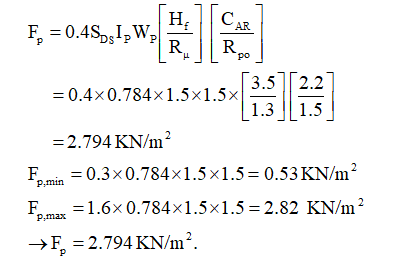 F_p = 0.4S_DS I_P W_P [H_f / R_μ] [C_AR / R_po]
= 0.4×0.784×1.5×1.5×[3.5 / 1.3] [2.2 / 1.5]
= 2.794 KN/m²
F_p,min = 0.3×0.784×1.5×1.5 = 0.53 KN/m²
F_p,max = 1.6×0.784×1.5×1.5 = 2.82 KN/m²
→F_p = 2.794 KN/m².